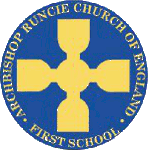 ARCHBISHOP RUNCIE CHURCH OF ENGLAND
· FIRST SCHOOL ·